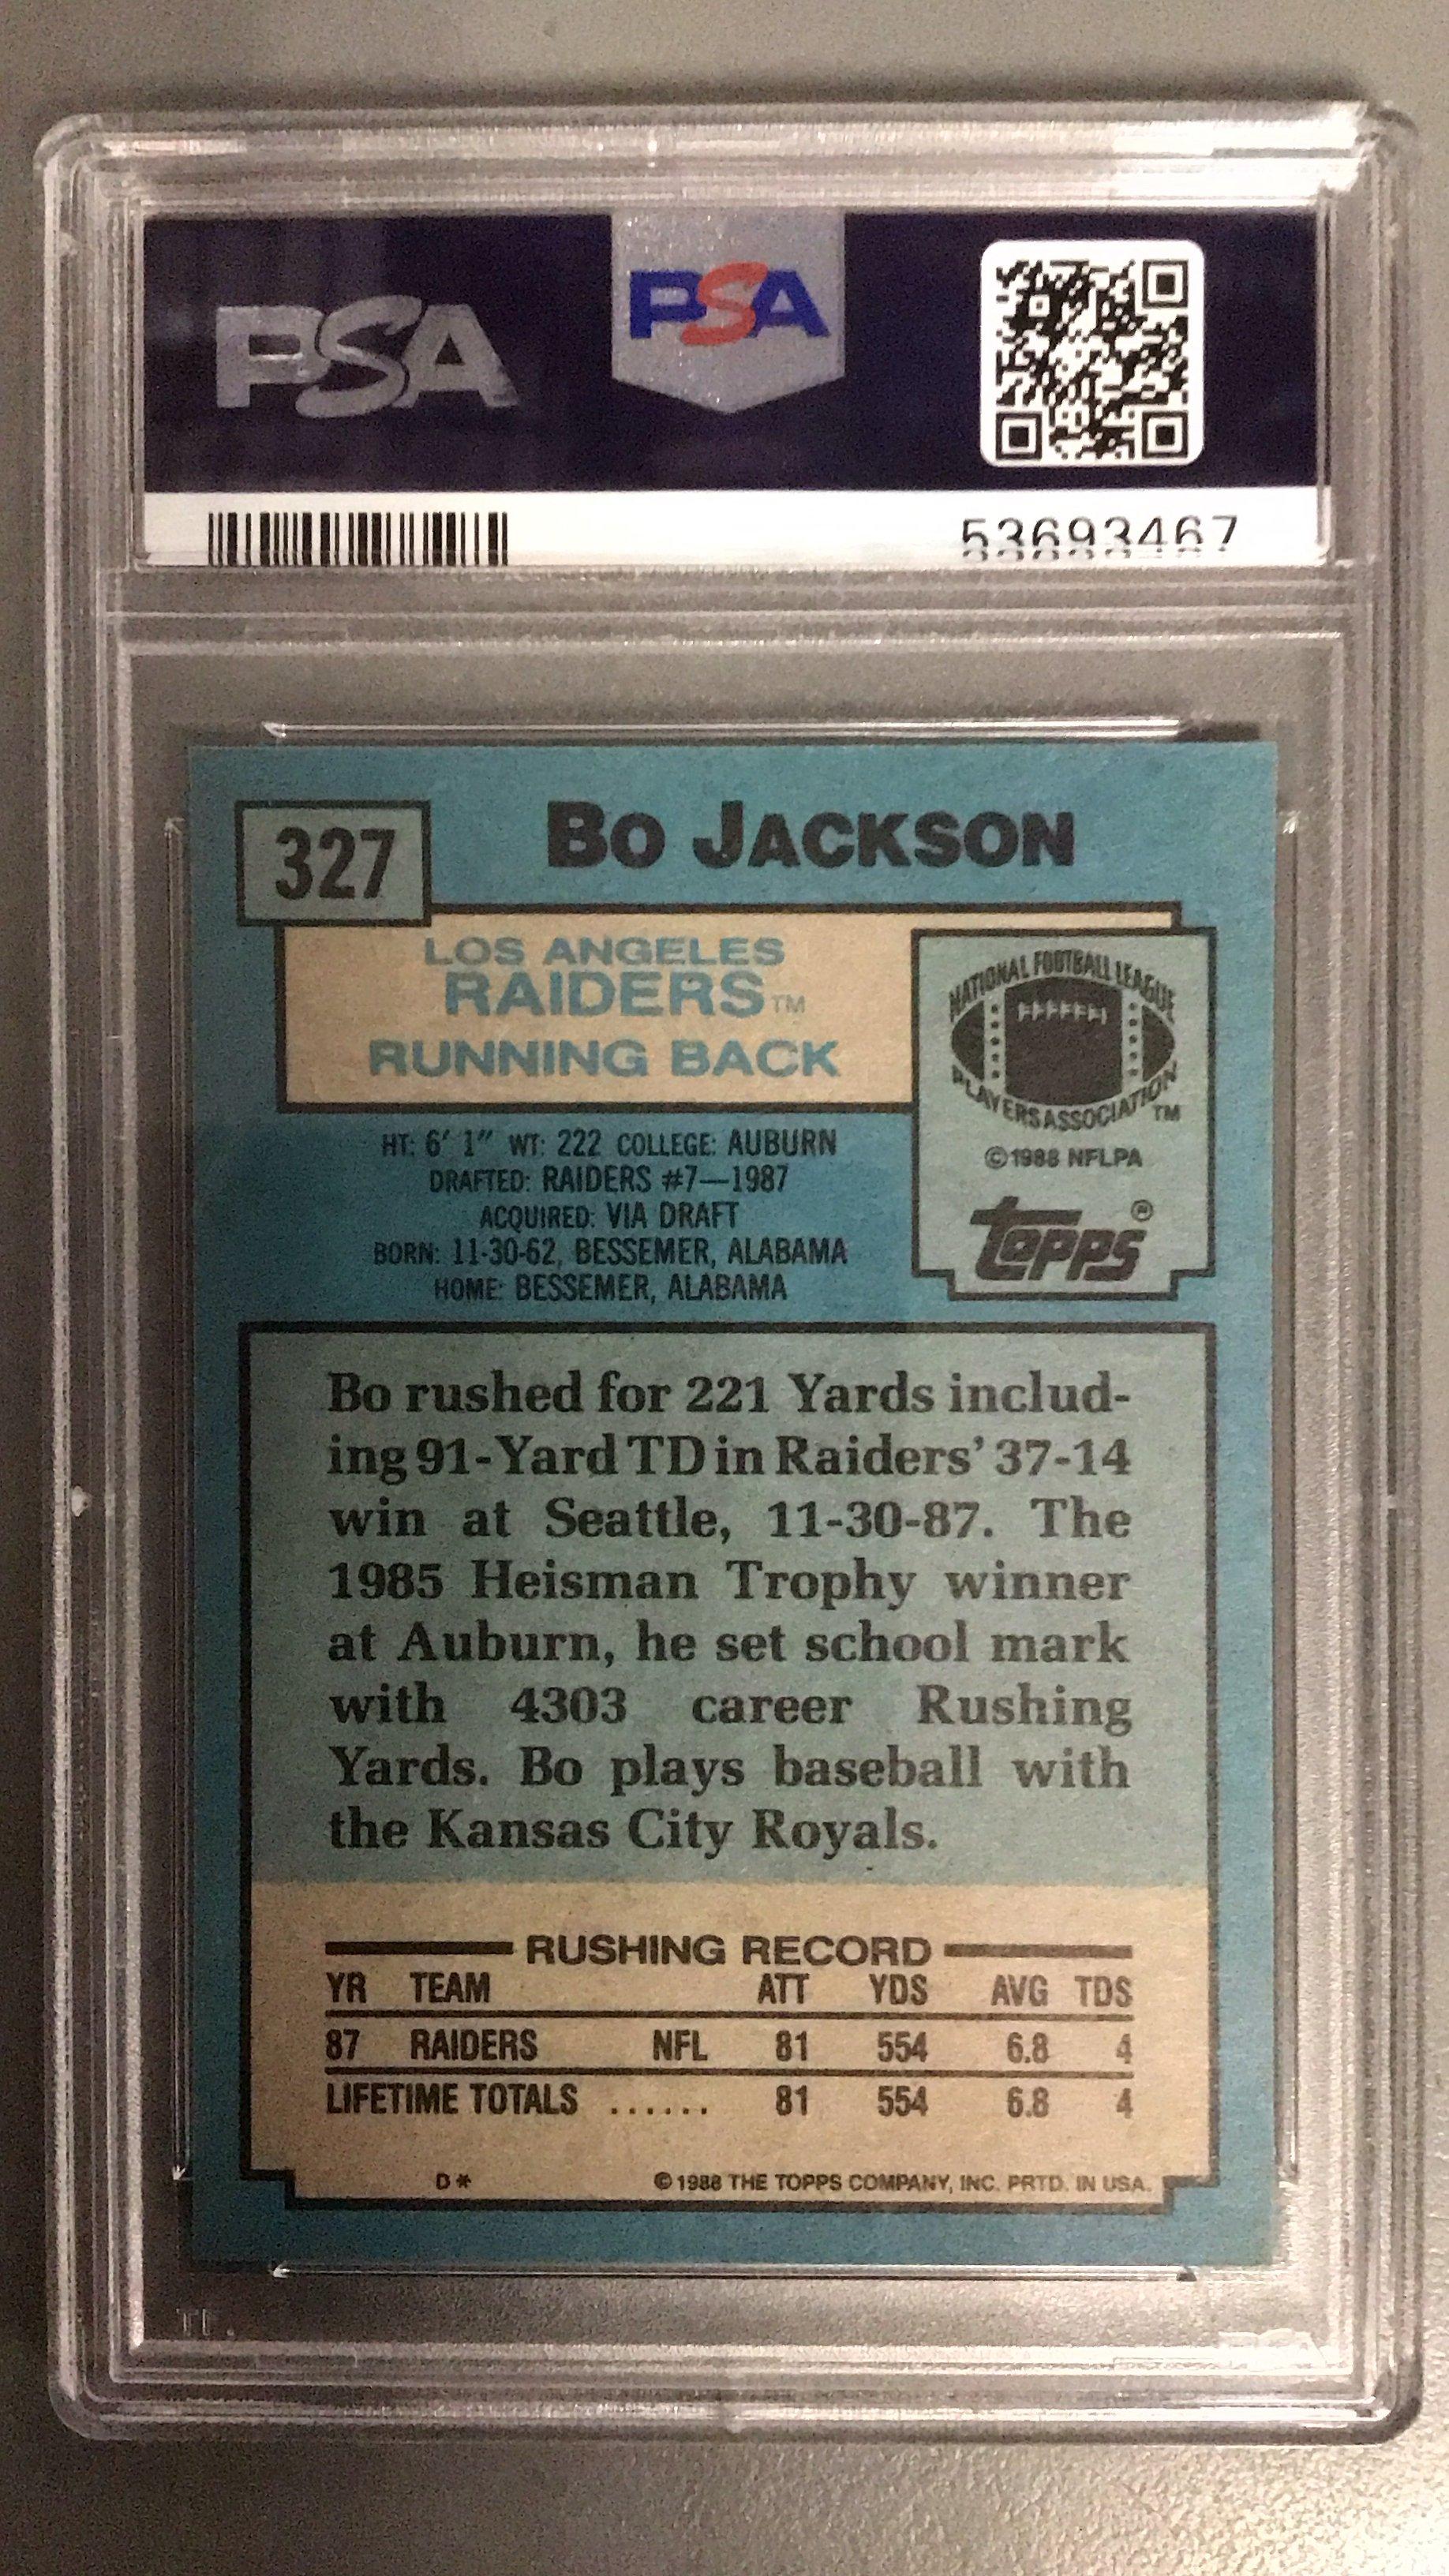 PSA
PSA
53693467
327
BO JACKSON
LOS ANGELES
RAIDERS TM
RUNNING BACK
NATIONAL FOOTBALL LEAGUE
PLAYERS ASSOCIATION TM
©1988 NFLPA
topps ®
HT: 6' 1" WT: 222 COLLEGE: AUBURN
DRAFTED: RAIDERS #7—1987
ACQUIRED: VIA DRAFT
BORN: 11-30-62, BESSEMER, ALABAMA
HOME: BESSEMER, ALABAMA
Bo rushed for 221 Yards includ-
ing 91-Yard TD in Raiders' 37-14
win at Seattle, 11-30-87. The
1985 Heisman Trophy winner
at Auburn, he set school mark
with 4303 career Rushing
Yards. Bo plays baseball with
the Kansas City Royals.
RUSHING RECORD
YR TEAM ATT YDS AVG TDS
87 RAIDERS NFL 81 554 6.8 4
LIFETIME TOTALS ...... 81 554 6.8 4
D* ©1988 THE TOPPS COMPANY, INC. PRTD. IN USA.
PSA